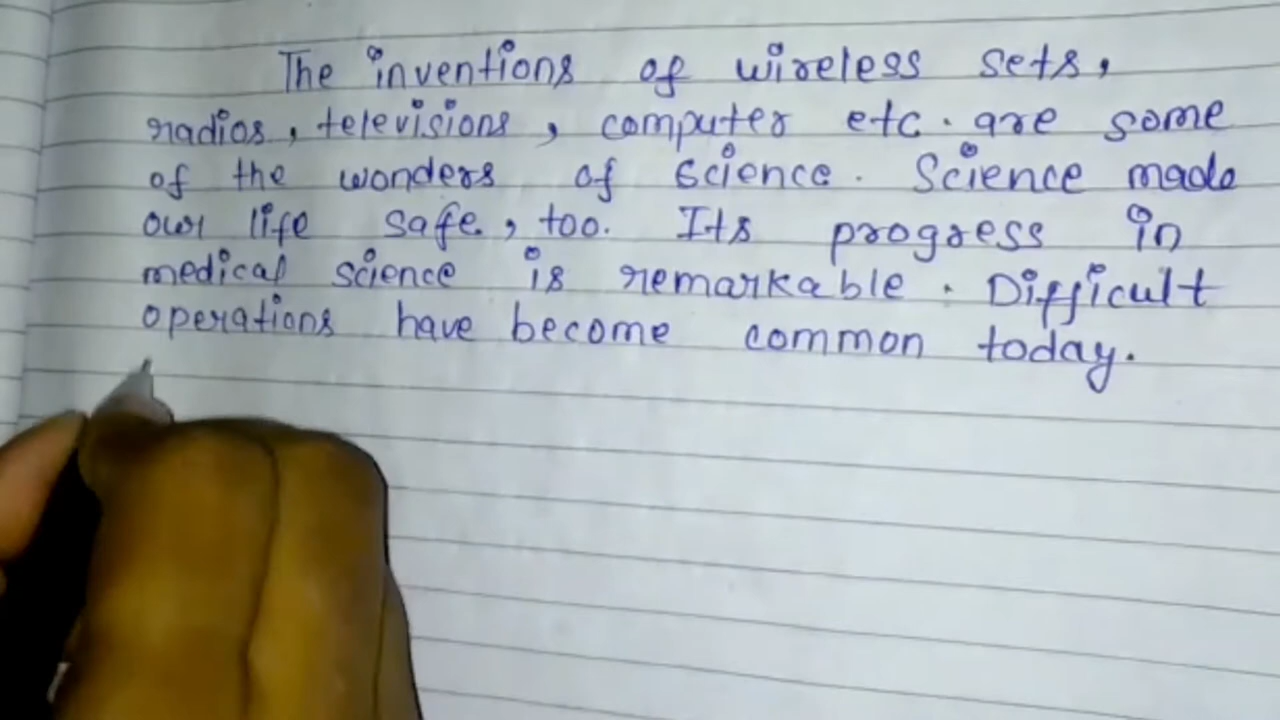 The inventions of wireless sets,
radios, televisions, computer etc. are some
of the wonders of science. Science made
our life safe, too. Its progress in
medical science is remarkable. Difficult
operations have become common today.